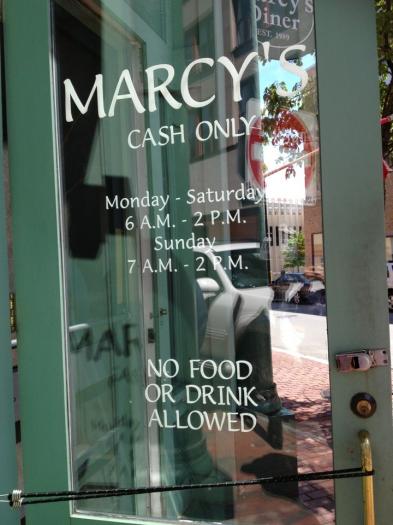 Marcy's
Diner
EST. 1989
MARCY'S
CASH ONLY
Monday - Saturday
6 A.M. - 2 P.M.
Sunday
7 A.M. - 2 P.M.
NO FOOD
OR DRINK
ALLOWED